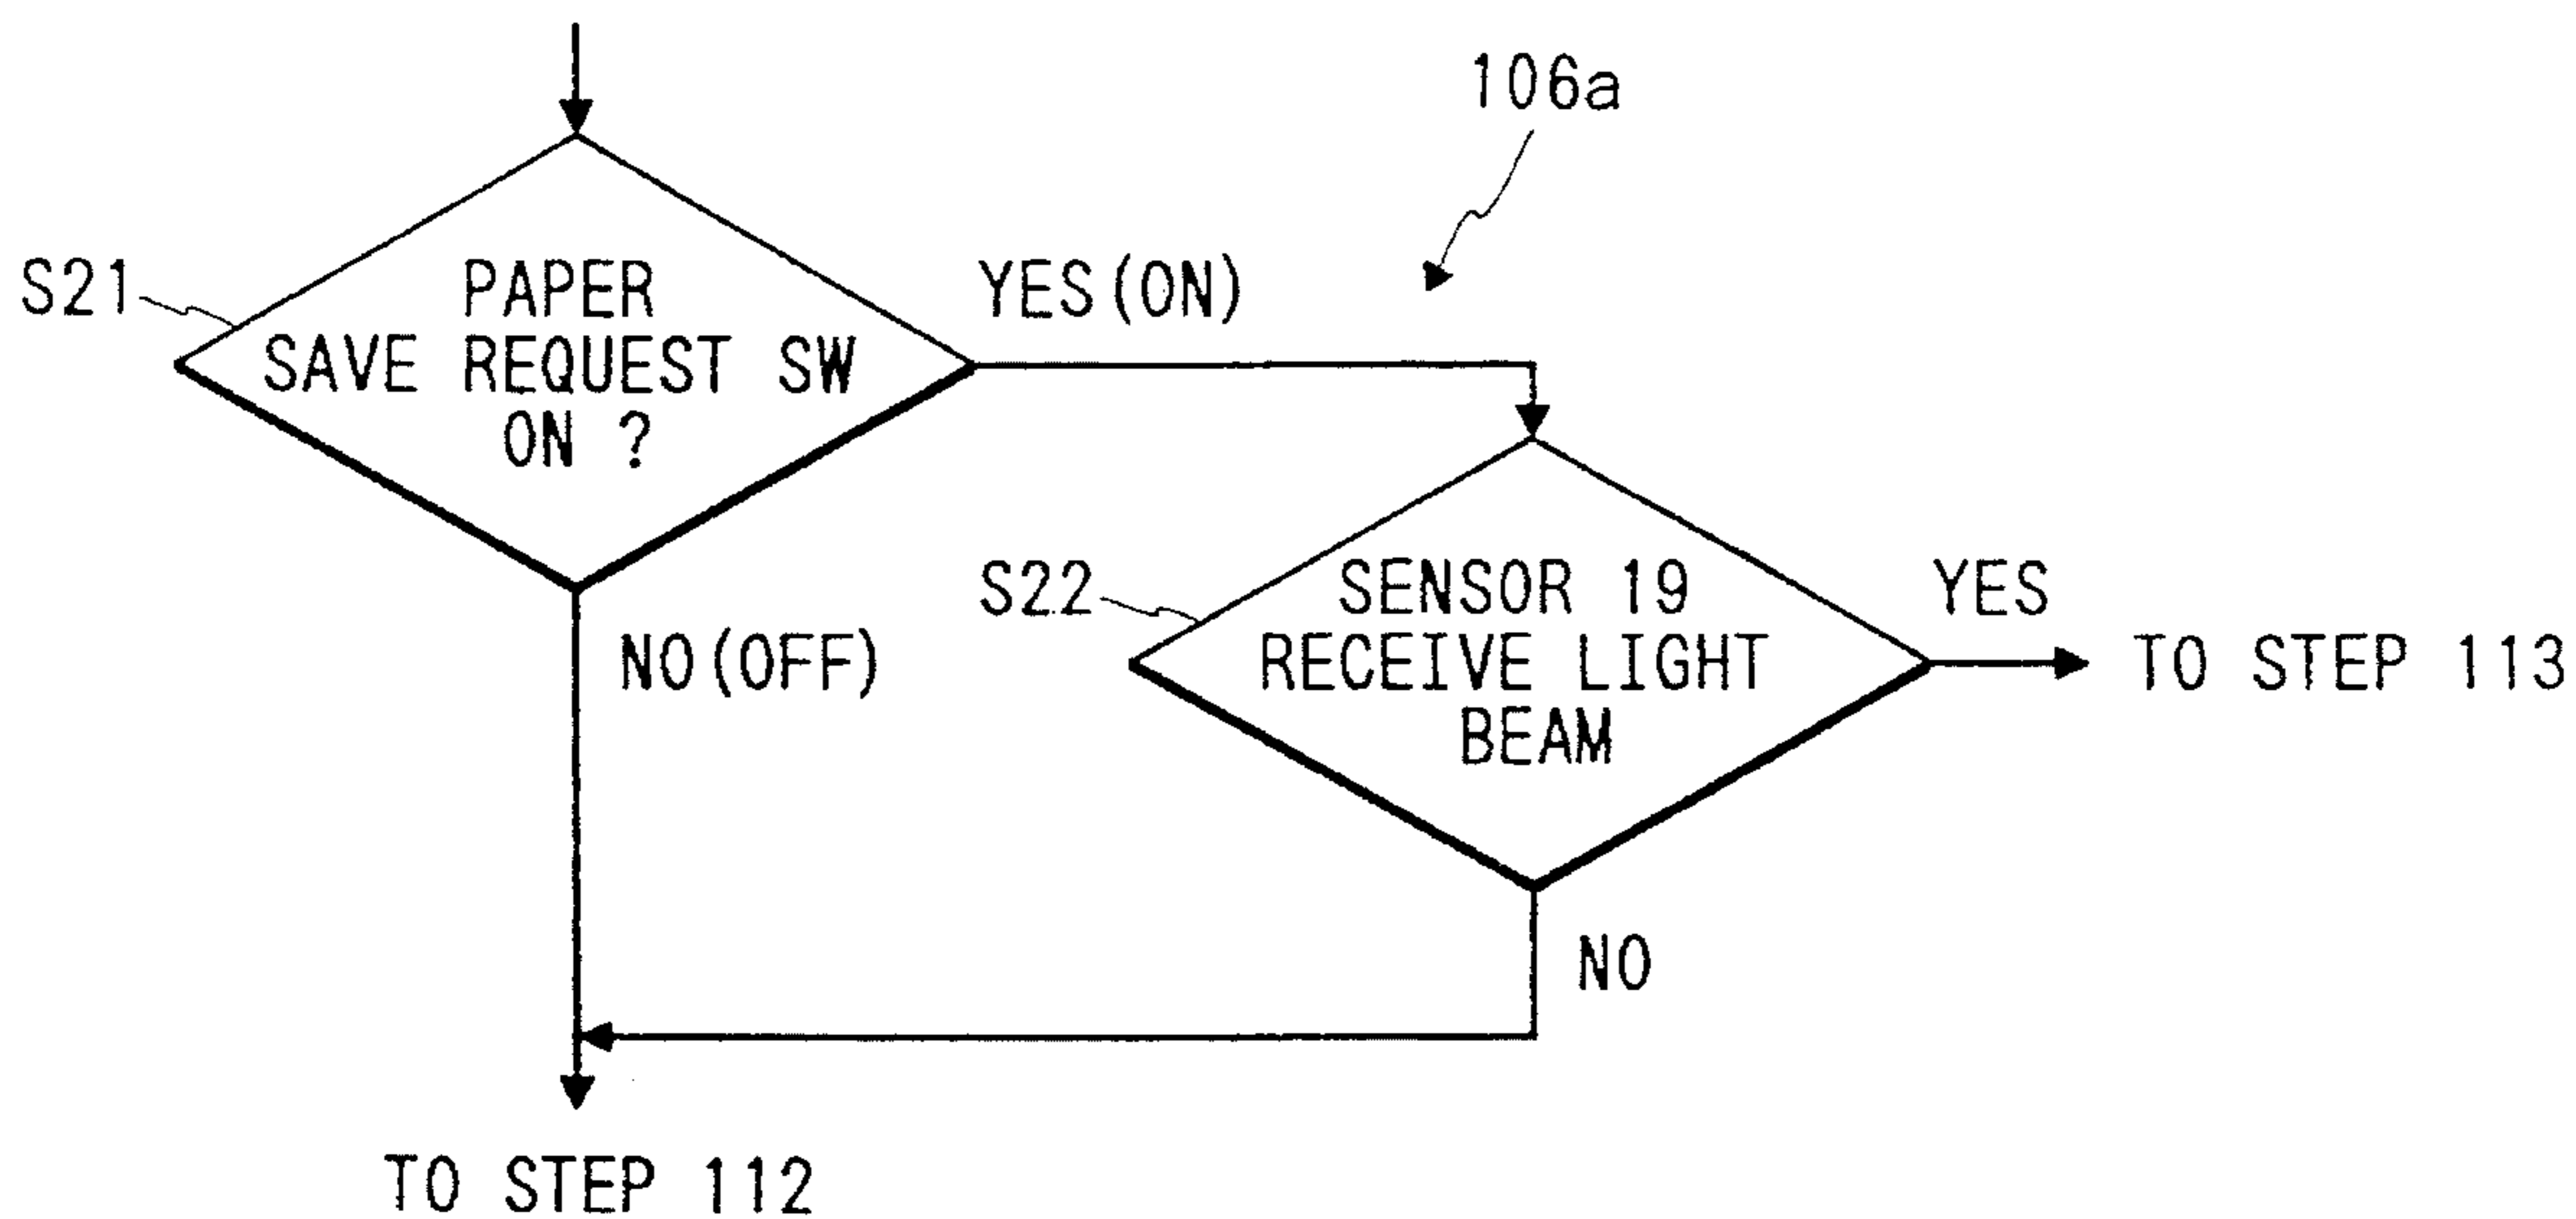 106a
S21
PAPER
SAVE REQUEST SW
ON ?
YES(ON)
NO(OFF)
S22
SENSOR 19
RECEIVE LIGHT
BEAM
YES
TO STEP 113
NO
TO STEP 112